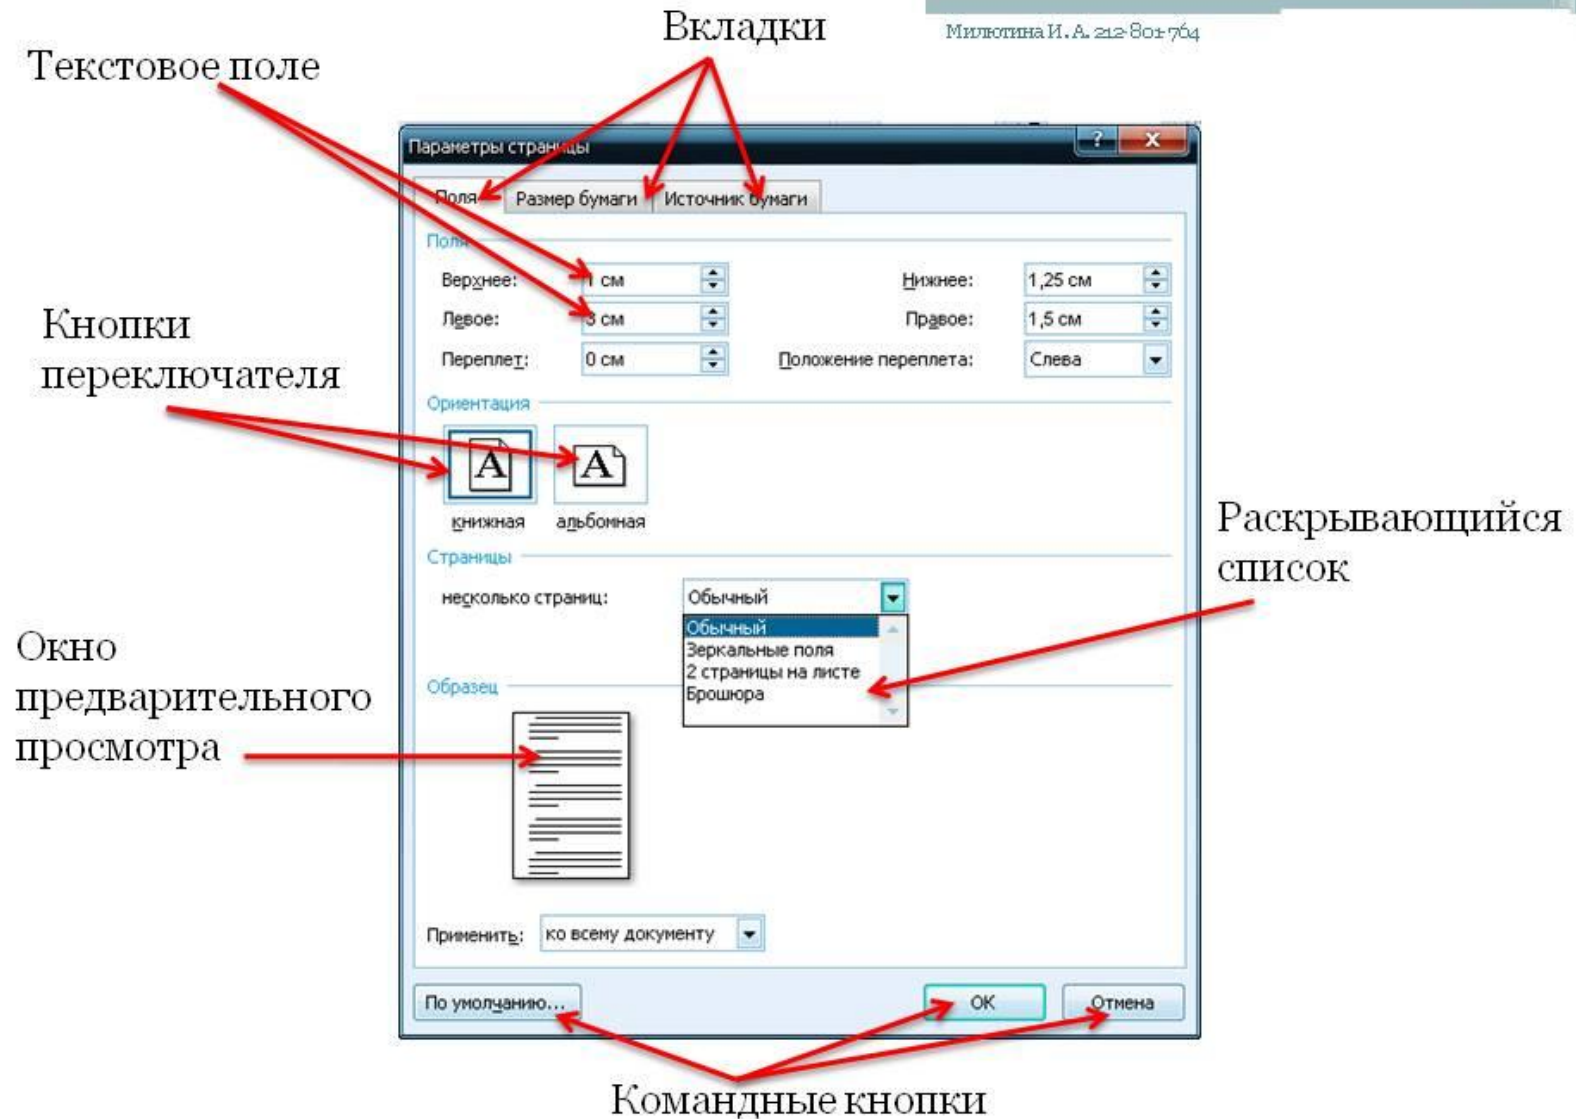 Вкладки
Милютина И. А. 212-801-764
Текстовое поле
Параметры страницы
?
X
Поля
Размер бумаги
Источник бумаги
Поля
Верхнее:
1 см
Нижнее:
1,25 см
Левое:
3 см
Правое:
1,5 см
Переплет:
0 см
Положение переплета:
Слева
Кнопки
переключателя
Ориентация
A
A
книжная
альбомная
Раскрывающийся
список
Страницы
несколько страниц:
Обычный
Обычный
Зеркальные поля
2 страницы на листе
Брошюра
Окно
предварительного
просмотра
Образец
Применить:
ко всему документу
По умолчанию...
ОК
Отмена
Командные кнопки